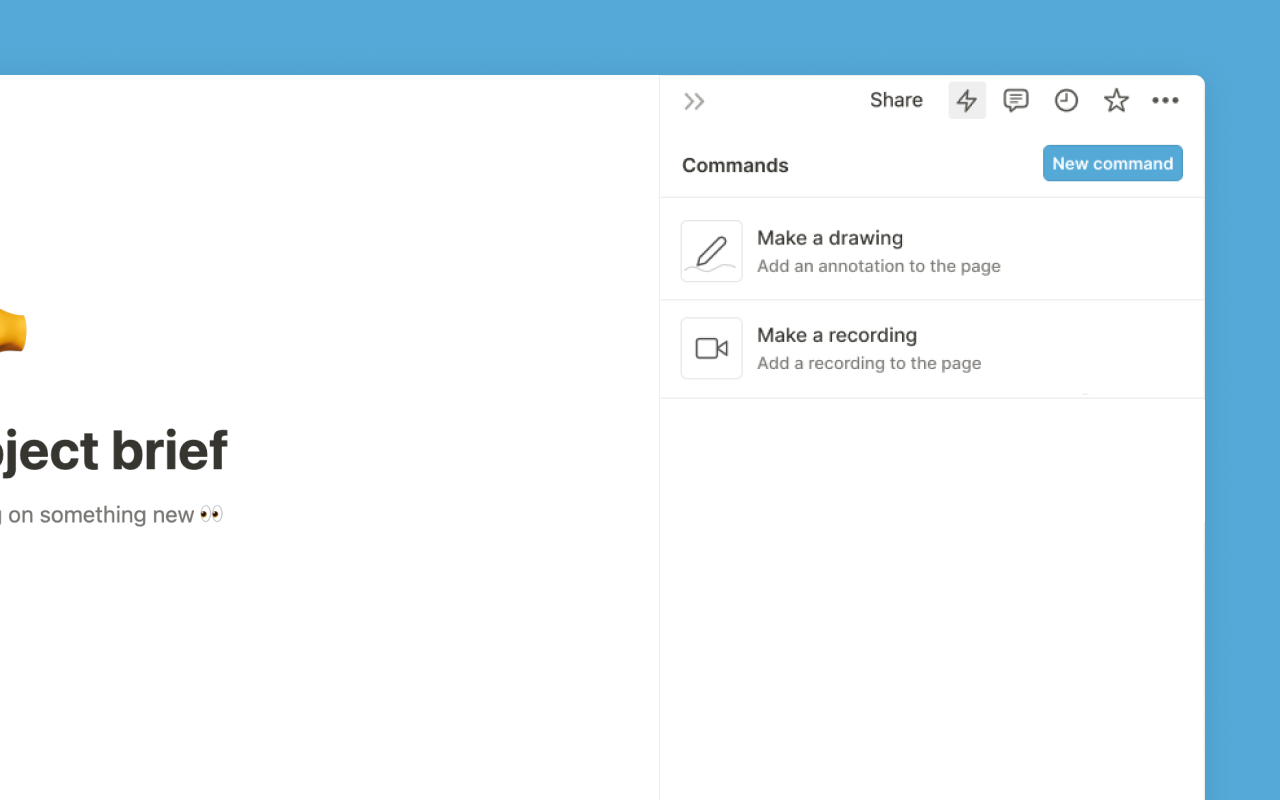 Share
Commands
New command
Make a drawing
Add an annotation to the page
Make a recording
Add a recording to the page
ject brief
on something new 👀